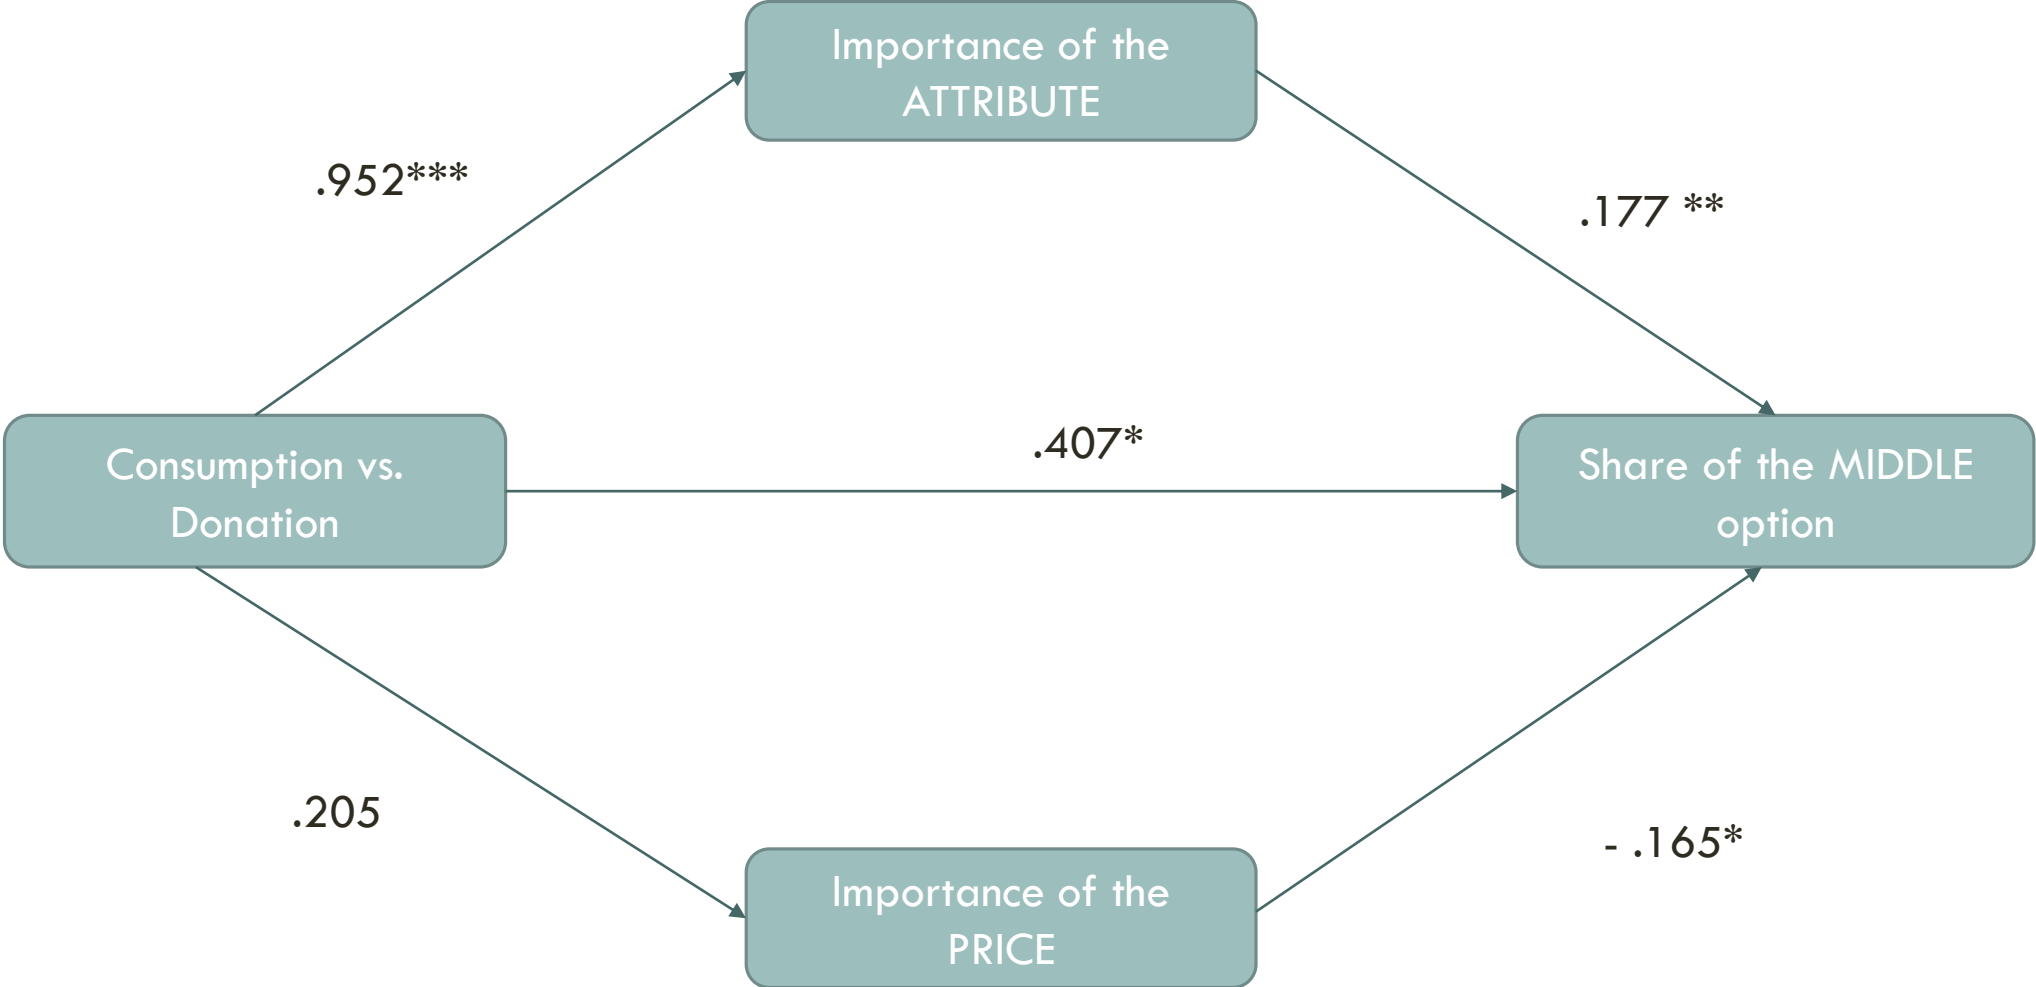 Importance of the
ATTRIBUTE
.952***
.177 **
.407*
Consumption vs.
Donation
Share of the MIDDLE
option
.205
- .165*
Importance of the
PRICE